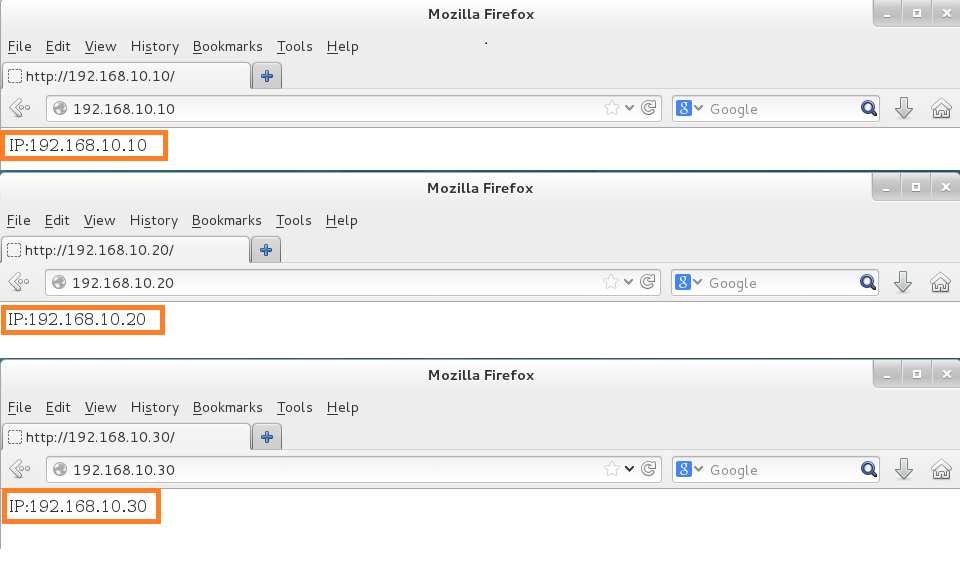 Mozilla Firefox
File Edit View History Bookmarks Tools Help
http://192.168.10.10/
192.168.10.10 8 Google
IP:192.168.10.10
Mozilla Firefox
File Edit View History Bookmarks Tools Help
http://192.168.10.20/
192.168.10.20 8 Google
IP:192.168.10.20
Mozilla Firefox
File Edit View History Bookmarks Tools Help
http://192.168.10.30/
192.168.10.30 8 Google
IP:192.168.10.30